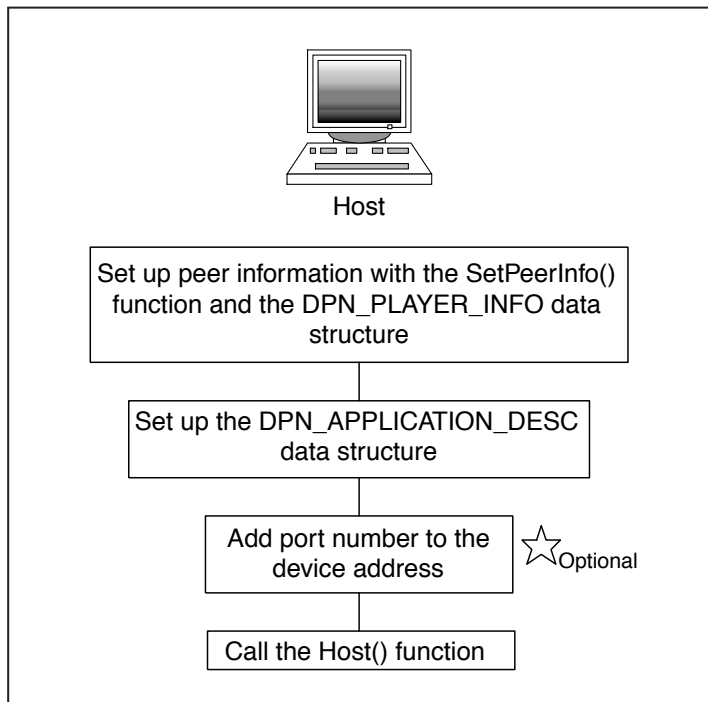 Host
Set up peer information with the SetPeerInfo()
function and the DPN_PLAYER_INFO data
structure
Set up the DPN_APPLICATION_DESC
data structure
Add port number to the
device address
Optional
Call the Host() function